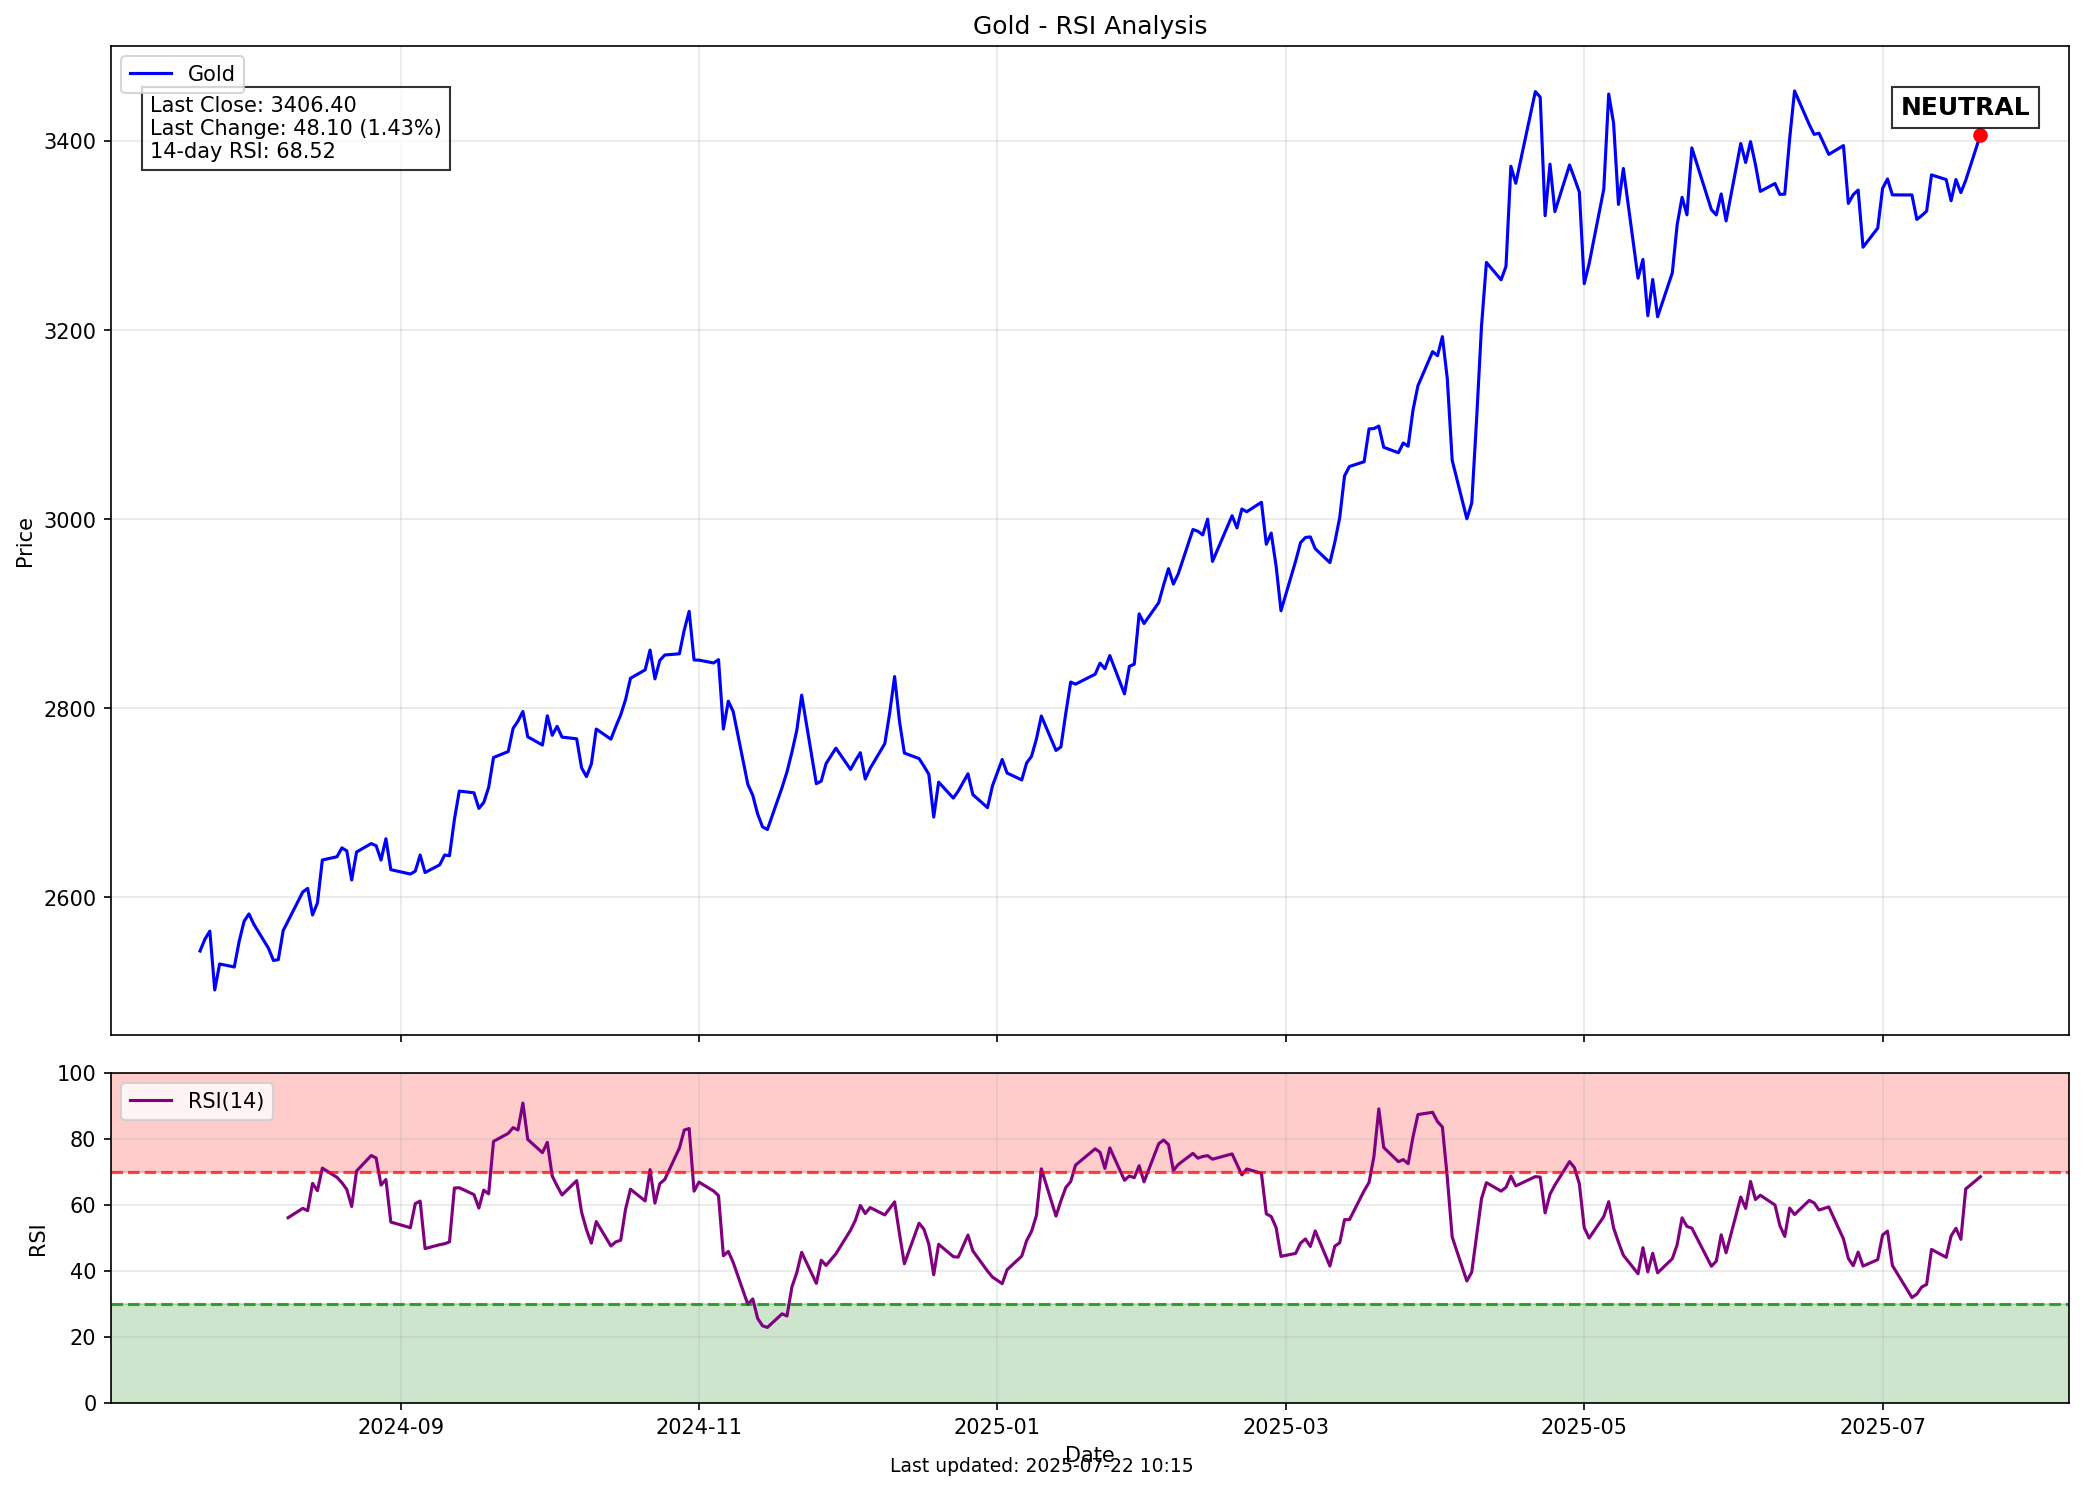 Gold - RSI Analysis
Gold
Last Close: 3406.40
Last Change: 48.10 (1.43%)
14-day RSI: 68.52
NEUTRAL
Price
3400
3200
3000
2800
2600
RSI(14)
RSI
100
80
60
40
20
0
2024-09
2024-11
2025-01
2025-03
2025-05
2025-07
Date
Last updated: 2025-07-22 10:15